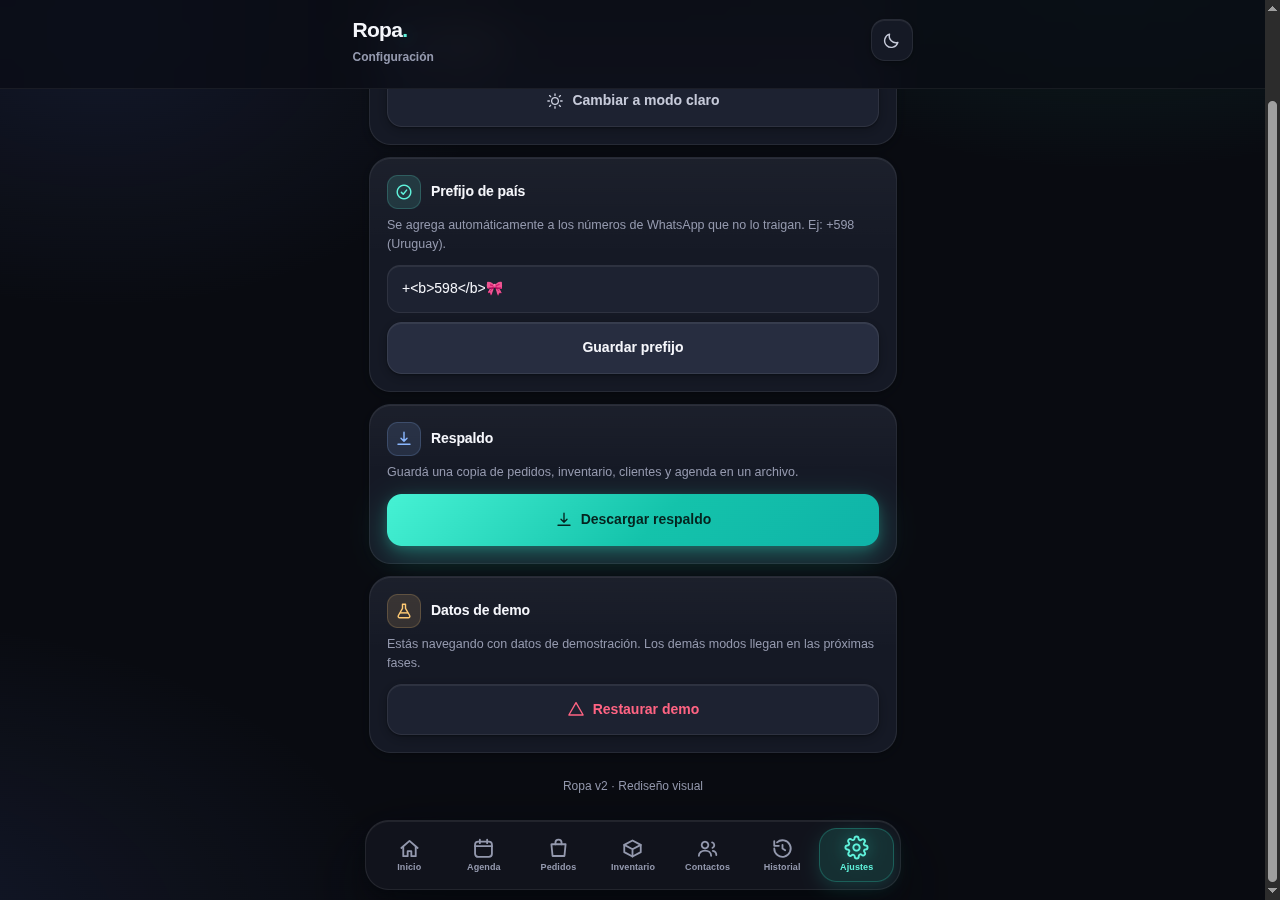 Ropa.
Configuración
Cambiar a modo claro
Prefijo de país
Se agrega automáticamente a los números de WhatsApp que no lo traigan. Ej: +598
(Uruguay).
+<b>598</b>🎀
Guardar prefijo
Respaldo
Guardá una copia de pedidos, inventario, clientes y agenda en un archivo.
Descargar respaldo
Datos de demo
Estás navegando con datos de demostración. Los demás modos llegan en las próximas
fases.
Restaurar demo
Ropa v2 · Rediseño visual
Inicio
Agenda
Pedidos
Inventario
Contactos
Historial
Ajustes